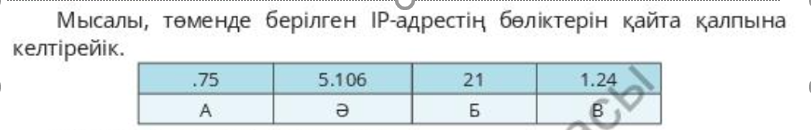 Мысалы, төменде берілген IP-адрестің бөліктерін қайта қалпына
келтірейік.
.75 5.106 21 1.24
А Ә Б В